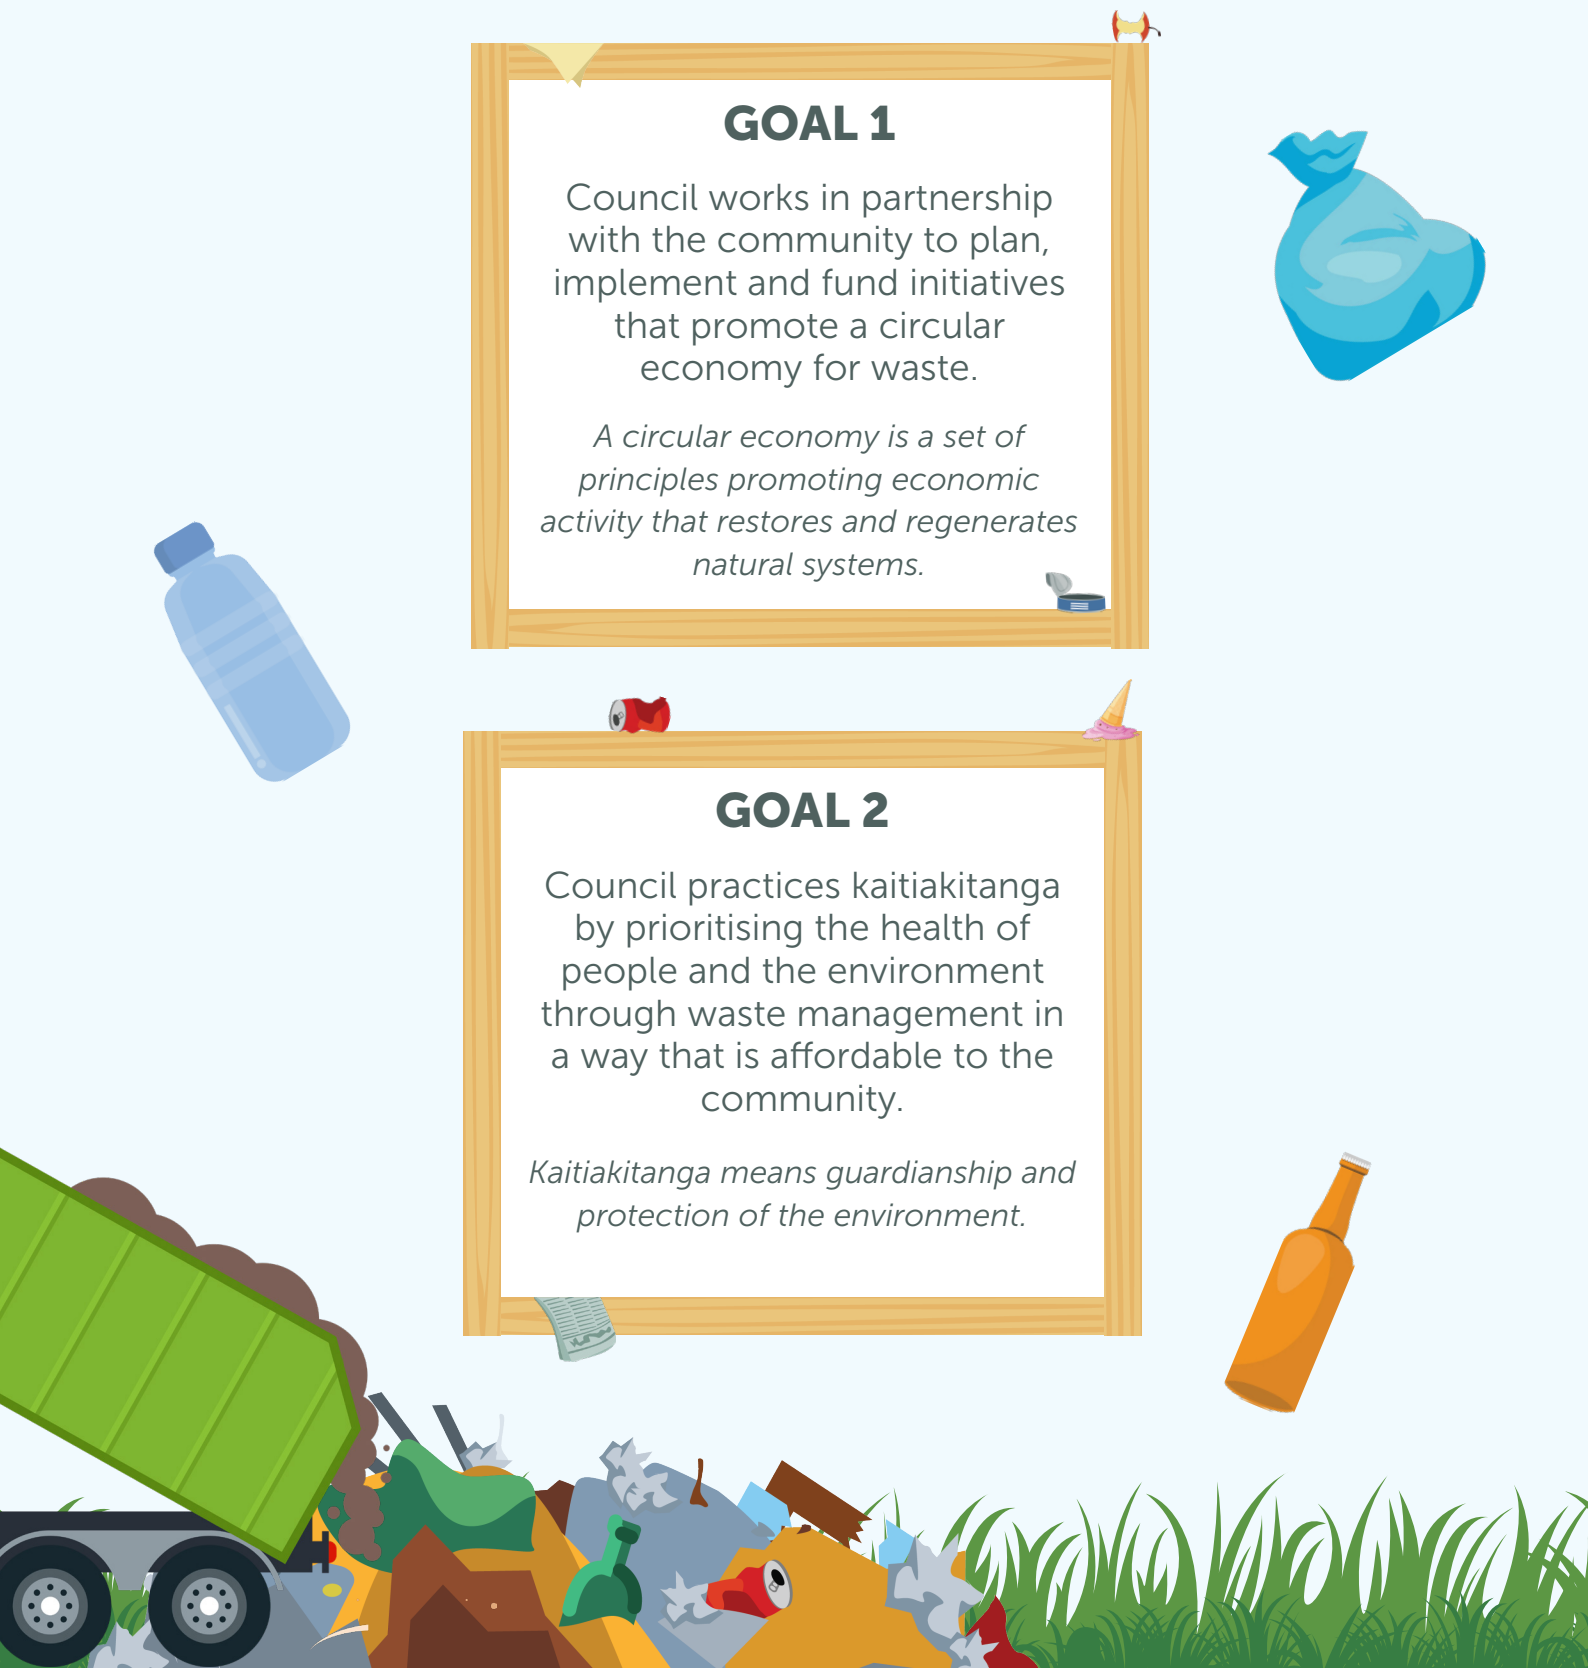 GOAL 1
Council works in partnership
with the community to plan,
implement and fund initiatives
that promote a circular
economy for waste.
A circular economy is a set of
principles promoting economic
activity that restores and regenerates
natural systems.
GOAL 2
Council practices kaitiakitanga
by prioritising the health of
people and the environment
through waste management in
a way that is affordable to the
community.
Kaitiakitanga means guardianship and
protection of the environment.